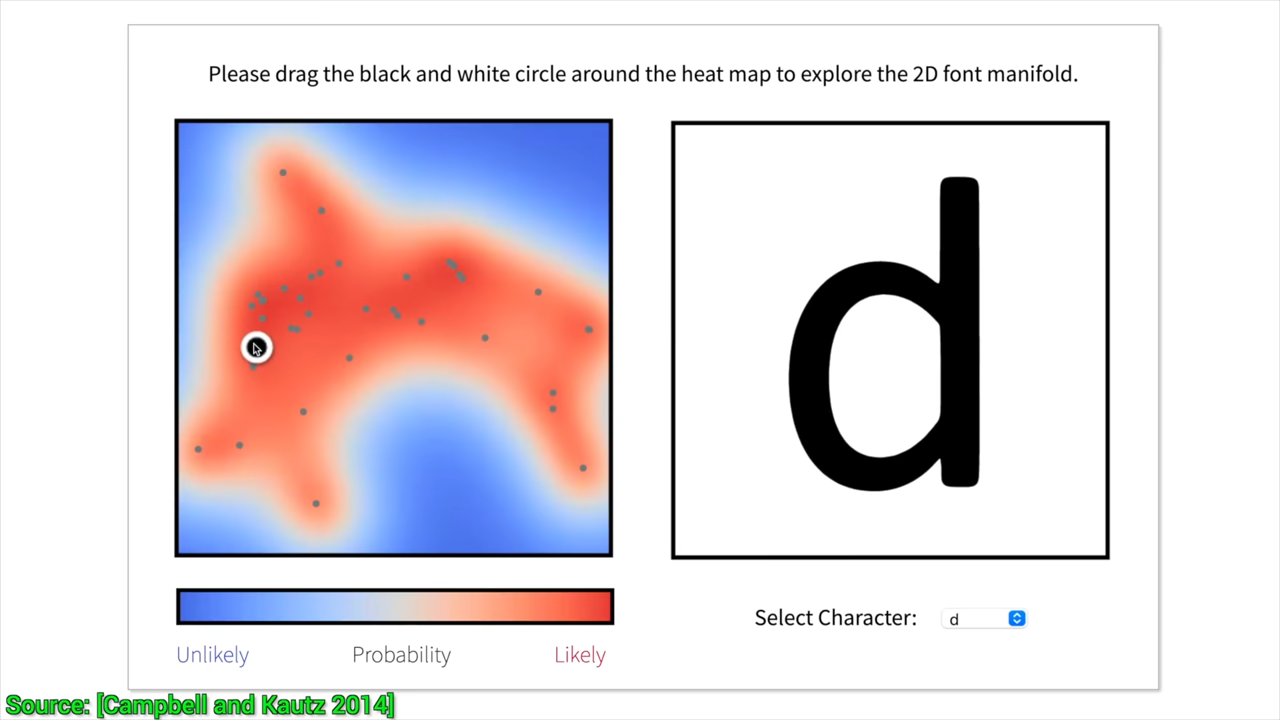 Please drag the black and white circle around the heat map to explore the 2D font manifold.
d
Select Character: d
Unlikely Probability Likely
Source: [Campbell and Kautz 2014]